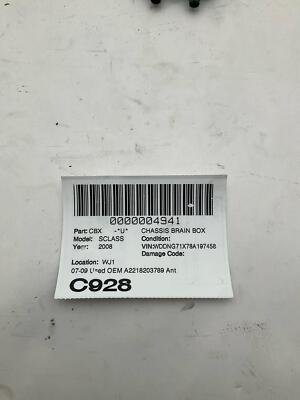 0000004941
Part: CBX -*U* CHASSIS BRAIN BOX
Model: SCLASS Condition:
Year: 2008 VIN:WDDNG71X78A197458
Damage Code:
Location: WJ1
07-09 Used OEM A2218203789 Ant
C928